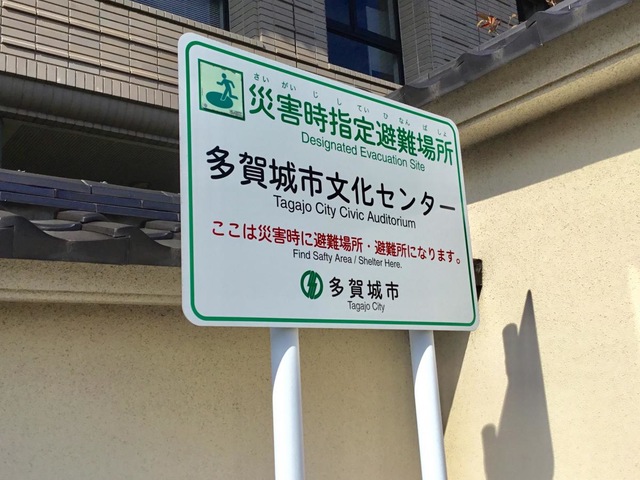 さいがいじしていひなんばしょ
災害時指定避難場所
Designated Evacuation Site
多賀城市文化センター
Tagajo City Civic Auditorium
ここは災害時に避難場所・避難所になります。
Find Safty Area / Shelter Here.
多賀城市
Tagajo City